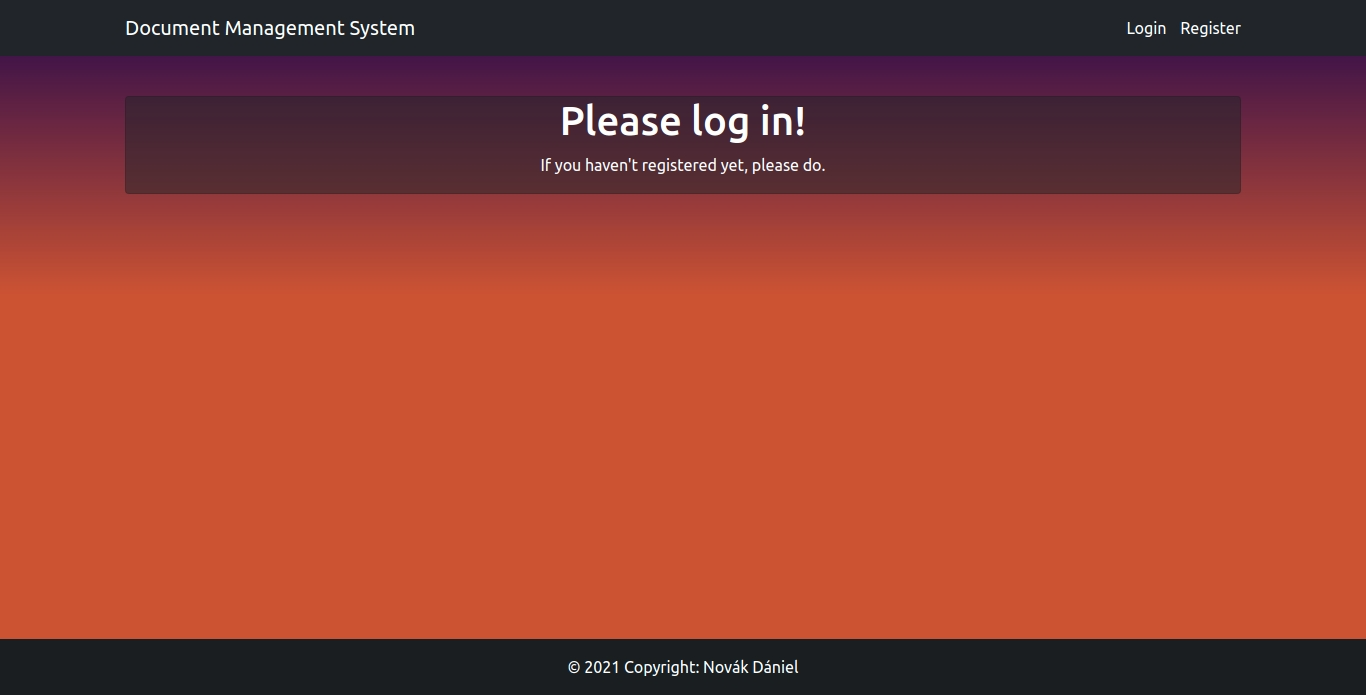 Document Management System
Login Register
Please log in!
If you haven't registered yet, please do.
© 2021 Copyright: Novák Dániel